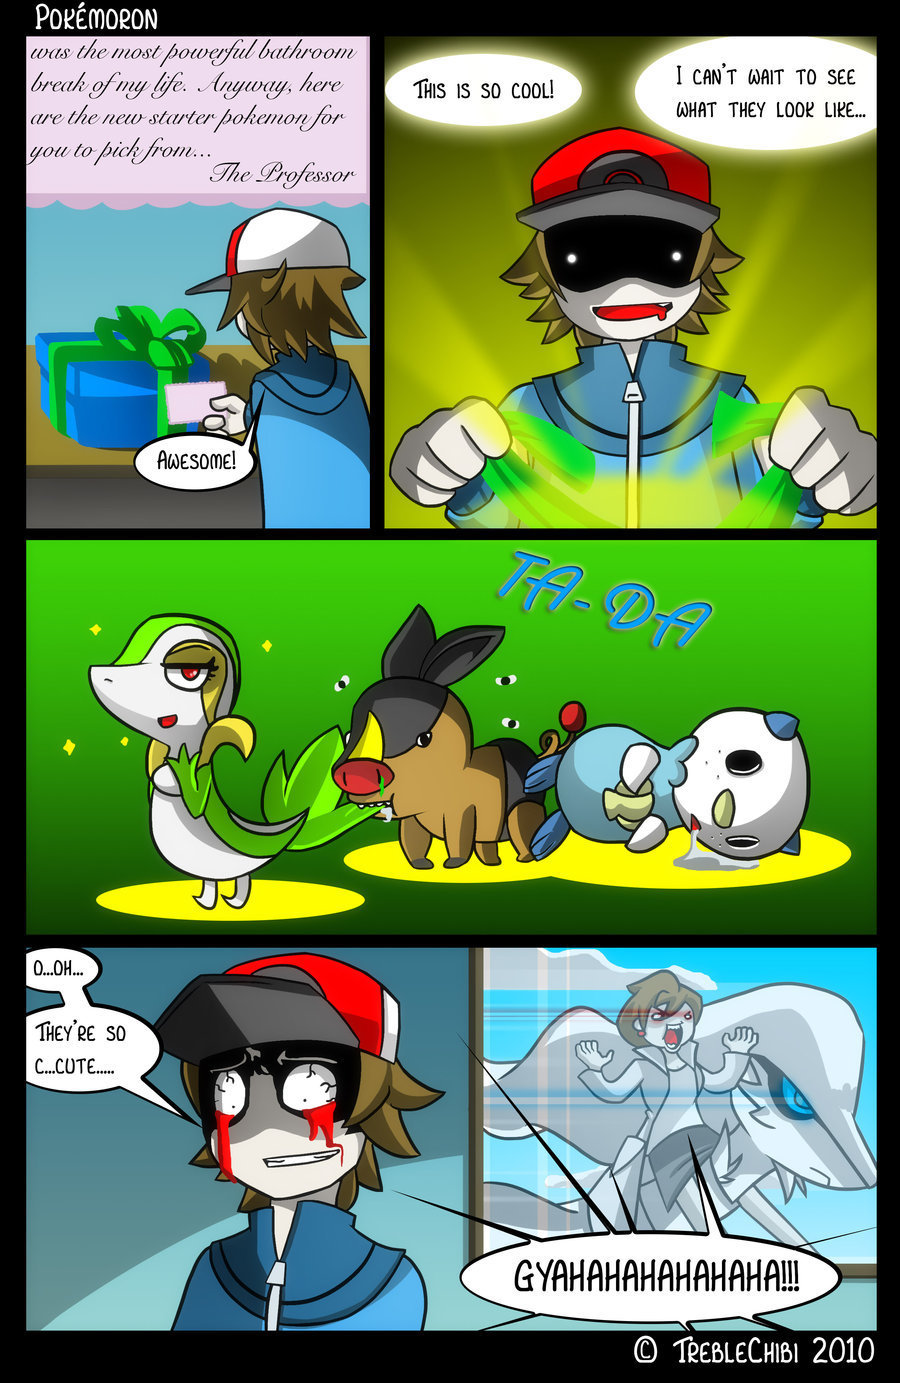 Pokémoron
was the most powerful bathroom
break of my life. Anyway, here
are the new starter pokemon for
you to pick from...
The Professor
Awesome!
This is so cool!
I can't wait to see
what they look like...
TA-DA
O...oh...
They're so
c...cute.....
GYAHAHAHAHAHAHA!!!
© TrebleChibi 2010